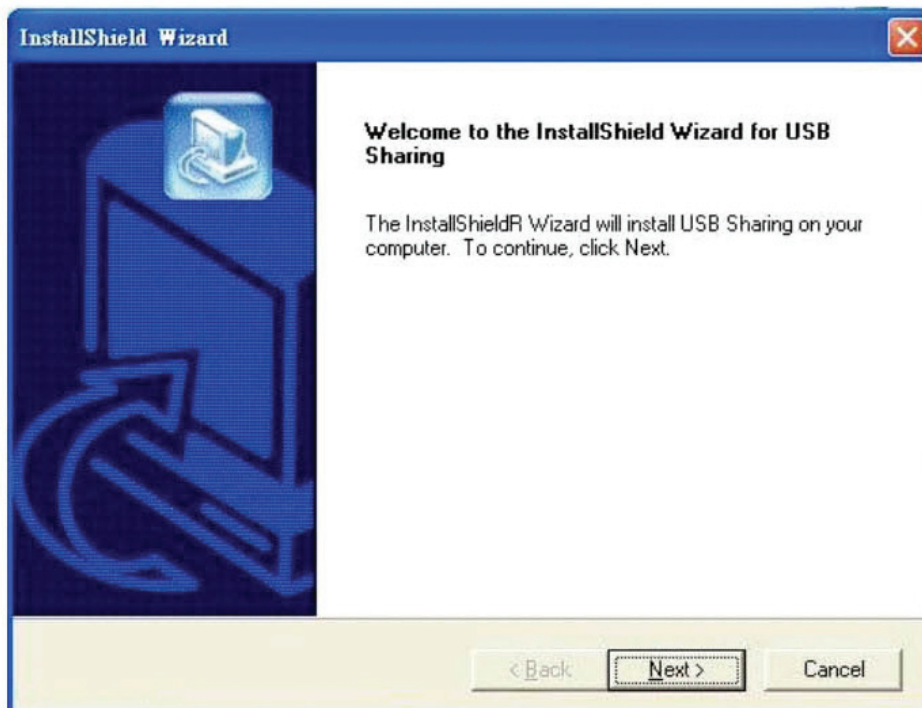 InstallShield Wizard
Welcome to the InstallShield Wizard for USB
Sharing
The InstallShieldR Wizard will install USB Sharing on your
computer. To continue, click Next.
< Back
Next >
Cancel